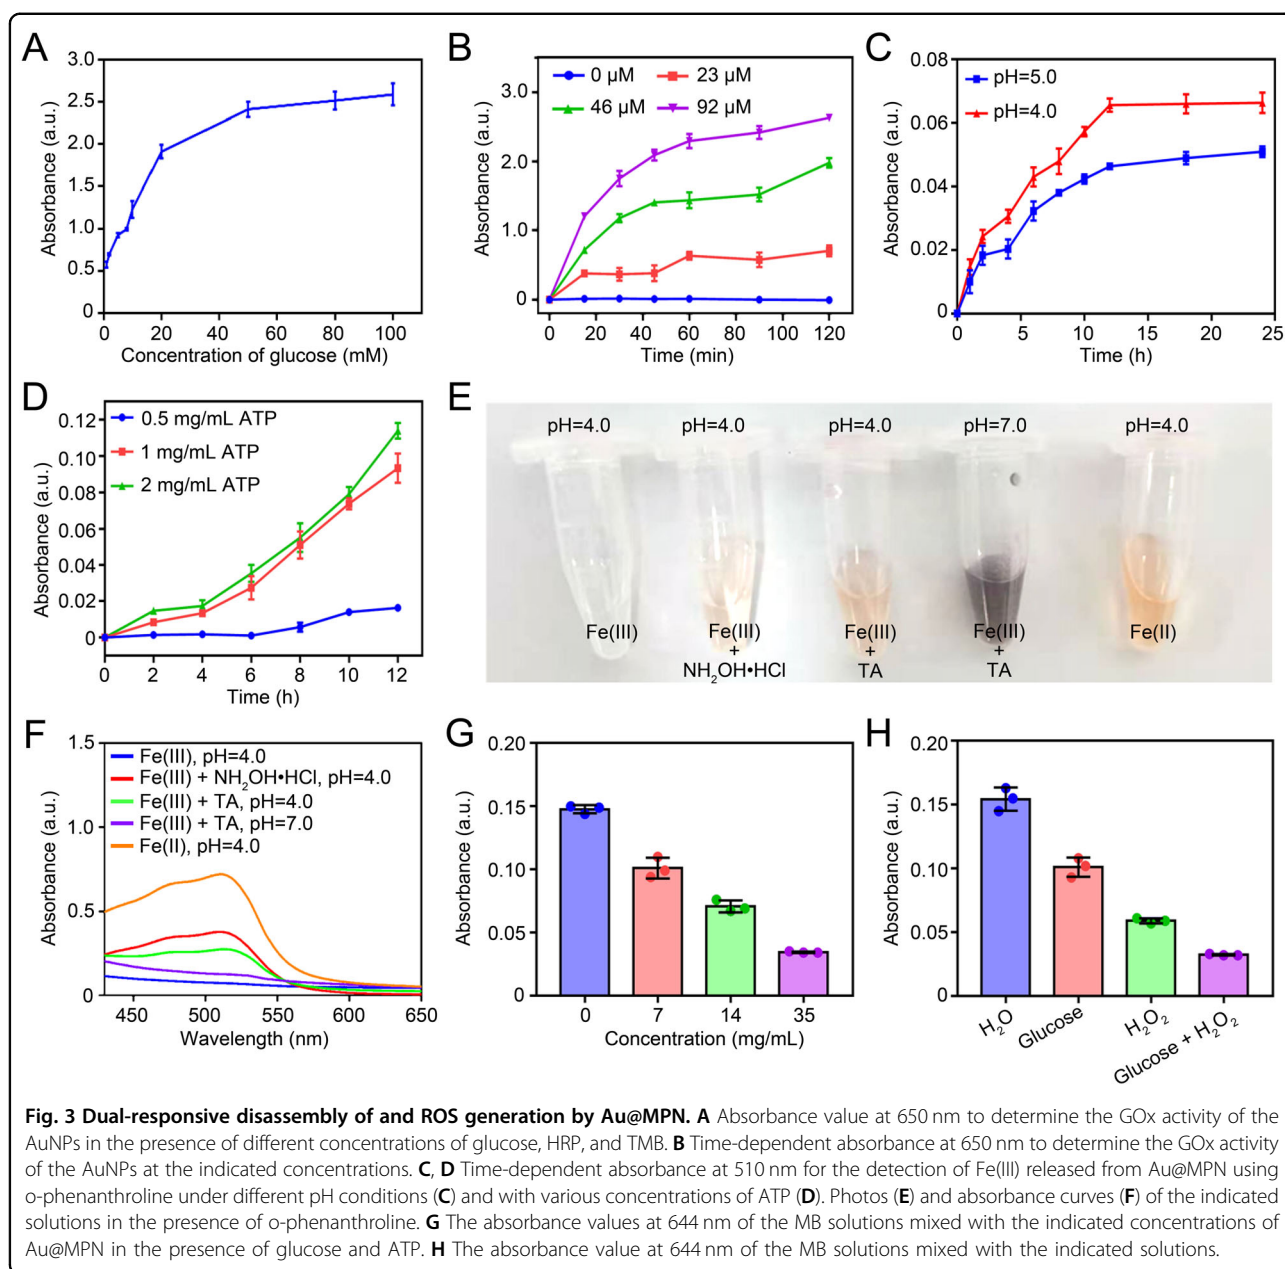 A
3.0
2.5
2.0
1.5
1.0
0.5
0
Absorbance (a.u.)
0 20 40 60 80 100
Concentration of glucose (mM)
B
0 μM 23 μM
46 μM 92 μM
3.0
2.0
1.0
0
Absorbance (a.u.)
0 20 40 60 80 100 120
Time (min)
C
pH=5.0
pH=4.0
0.08
0.06
0.04
0.02
0
Absorbance (a.u.)
0 5 10 15 20 25
Time (h)
D
0.5 mg/mL ATP
1 mg/mL ATP
2 mg/mL ATP
0.12
0.10
0.08
0.06
0.04
0.02
0
Absorbance (a.u.)
0 2 4 6 8 10 12
Time (h)
E
pH=4.0 pH=4.0 pH=4.0 pH=7.0 pH=4.0
Fe(III) Fe(III) Fe(III) Fe(III) Fe(II)
+ + +
NH₂OH•HCl TA TA
F
Fe(III), pH=4.0
Fe(III) + NH₂OH•HCl, pH=4.0
Fe(III) + TA, pH=4.0
Fe(III) + TA, pH=7.0
Fe(II), pH=4.0
1.5
1.0
0.5
0
Absorbance (a.u.)
450 500 550 600 650
Wavelength (nm)
G
0.20
0.15
0.10
0.05
0
Absorbance (a.u.)
0 7 14 35
Concentration (mg/mL)
H
0.20
0.15
0.10
0.05
0
Absorbance (a.u.)
H₂O
Glucose
H₂O₂
Glucose + H₂O₂
Fig. 3 Dual-responsive disassembly of and ROS generation by Au@MPN. A Absorbance value at 650 nm to determine the GOx activity of the
AuNPs in the presence of different concentrations of glucose, HRP, and TMB. B Time-dependent absorbance at 650 nm to determine the GOx activity
of the AuNPs at the indicated concentrations. C, D Time-dependent absorbance at 510 nm for the detection of Fe(III) released from Au@MPN using
o-phenanthroline under different pH conditions (C) and with various concentrations of ATP (D). Photos (E) and absorbance curves (F) of the indicated
solutions in the presence of o-phenanthroline. G The absorbance values at 644 nm of the MB solutions mixed with the indicated concentrations of
Au@MPN in the presence of glucose and ATP. H The absorbance value at 644 nm of the MB solutions mixed with the indicated solutions.